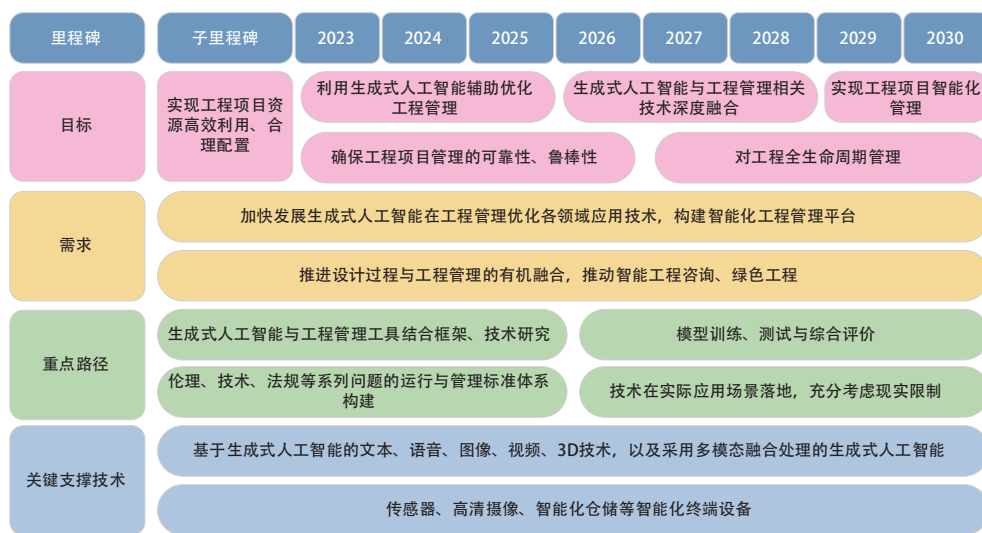 里程碑
子里程碑
2023
2024
2025
2026
2027
2028
2029
2030
目标
实现工程项目资
源高效利用、合
理配置
利用生成式人工智能辅助优化
工程管理
生成式人工智能与工程管理相关
技术深度融合
实现工程项目智能化
管理
确保工程项目管理的可靠性、鲁棒性
对工程全生命周期管理
需求
加快发展生成式人工智能在工程管理优化各领域应用技术，构建智能化工程管理平台
推进设计过程与工程管理的有机融合，推动智能工程咨询、绿色工程
重点路径
生成式人工智能与工程管理工具结合框架、技术研究
模型训练、测试与综合评价
伦理、技术、法规等系列问题的运行与管理标准体系
构建
技术在实际应用场景落地，充分考虑现实限制
关键支撑技术
基于生成式人工智能的文本、语音、图像、视频、3D技术，以及采用多模态融合处理的生成式人工智能
传感器、高清摄像、智能化仓储等智能化终端设备